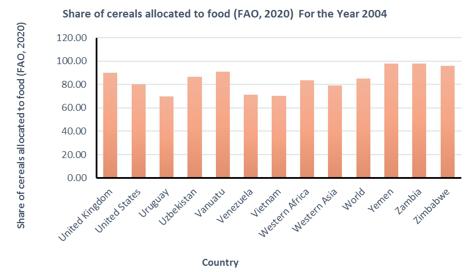 Share of cereals allocated to food (FAO, 2020)  For the Year 2004
Share of cereals allocated to food (FAO, 2020)
120.00
100.00
80.00
60.00
40.00
20.00
0.00
United Kingdom
United States
Uruguay
Uzbekistan
Vanuatu
Venezuela
Vietnam
Western Africa
Western Asia
World
Yemen
Zambia
Zimbabwe
Country